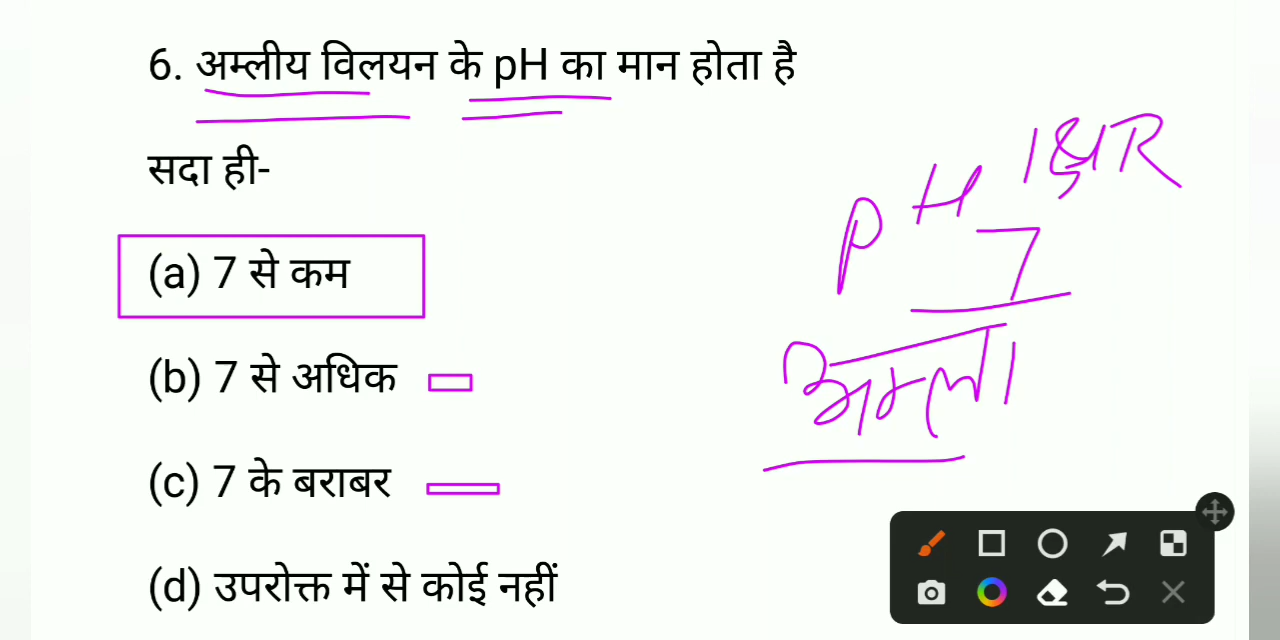 6. अम्लीय विलयन के pH का मान होता है
सदा ही-
(a) 7 से कम
(b) 7 से अधिक
(c) 7 के बराबर
(d) उपरोक्त में से कोई नहीं
क्षार
pH 7
अम्ल